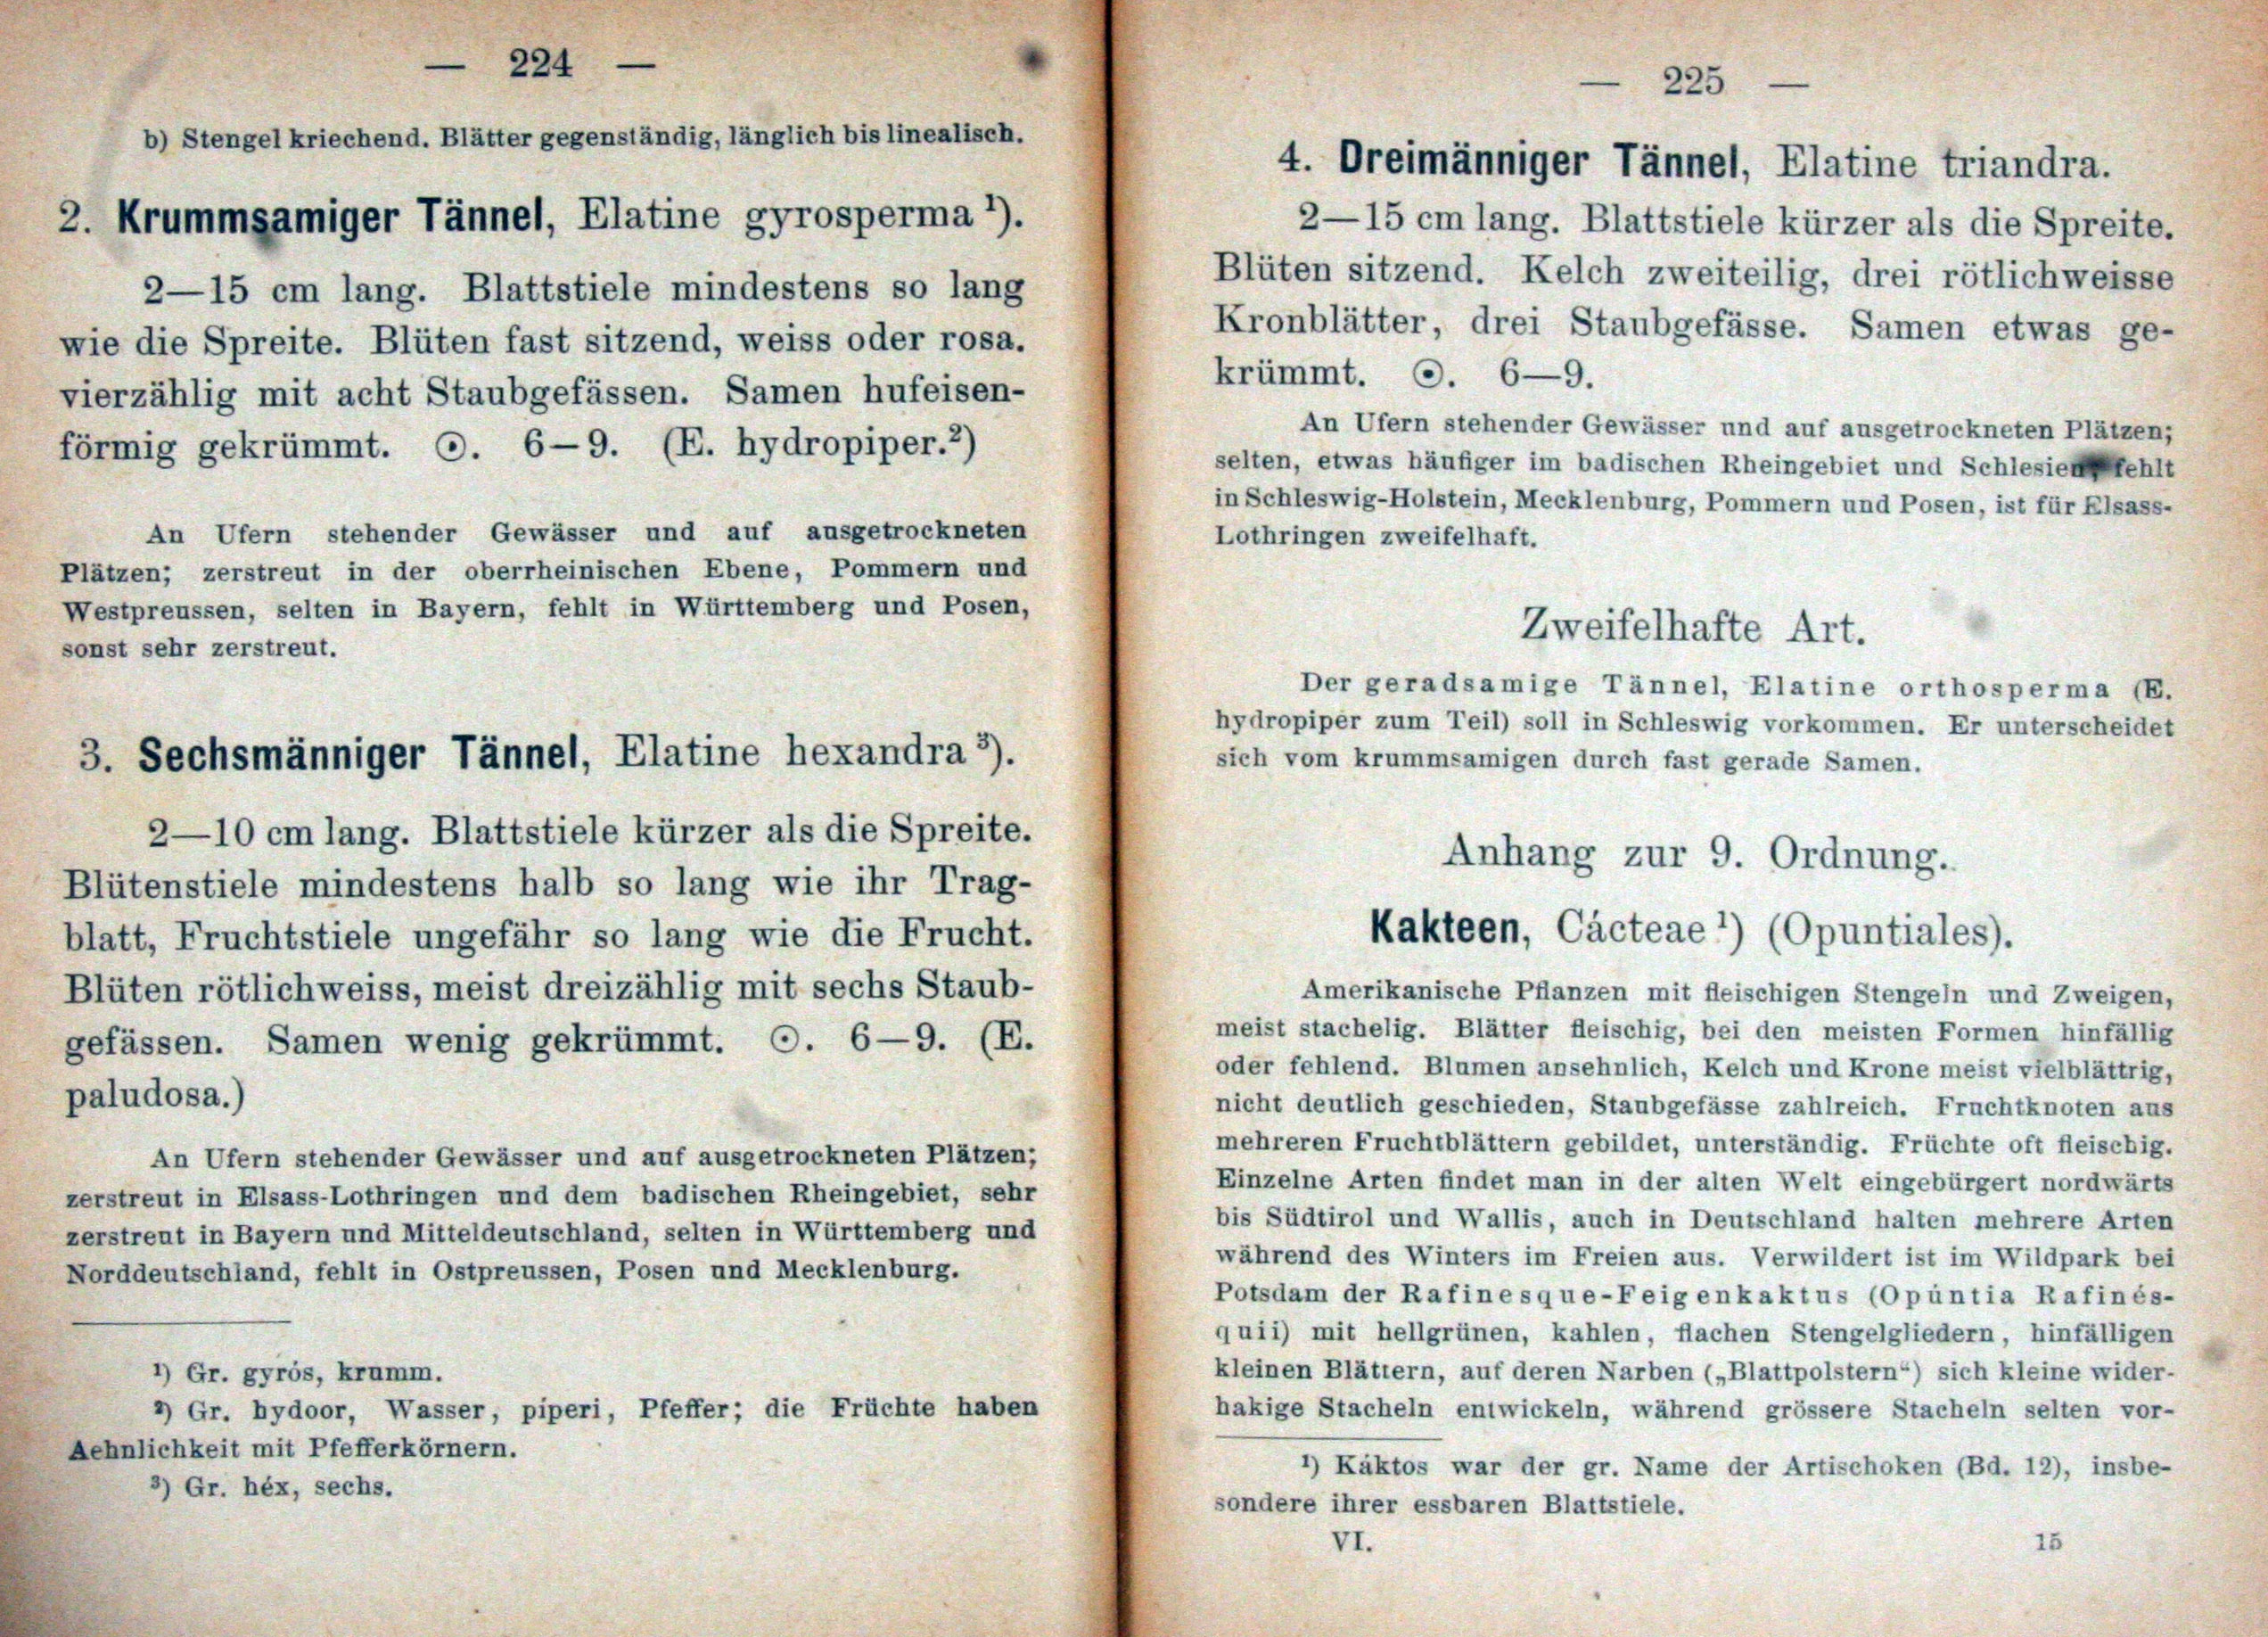 — 224 —
b) Stengel kriechend. Blätter gegenständig, länglich bis linealisch.
2. Krummsamiger Tännel, Elatine gyrosperma ¹).
2—15 cm lang. Blattstiele mindestens so lang
wie die Spreite. Blüten fast sitzend, weiss oder rosa.
vierzählig mit acht Staubgefässen. Samen hufeisen-
förmig gekrümmt. ⊙. 6—9. (E. hydropiper.²)
An Ufern stehender Gewässer und auf ausgetrockneten
Plätzen; zerstreut in der oberrheinischen Ebene, Pommern und
Westpreussen, selten in Bayern, fehlt in Württemberg und Posen,
sonst sehr zerstreut.
3. Sechsmänniger Tännel, Elatine hexandra ³).
2—10 cm lang. Blattstiele kürzer als die Spreite.
Blütenstiele mindestens halb so lang wie ihr Trag-
blatt, Fruchtstiele ungefähr so lang wie die Frucht.
Blüten rötlichweiss, meist dreizählig mit sechs Staub-
gefässen. Samen wenig gekrümmt. ⊙. 6—9. (E.
paludosa.)
An Ufern stehender Gewässer und auf ausgetrockneten Plätzen;
zerstreut in Elsass-Lothringen und dem badischen Rheingebiet, sehr
zerstreut in Bayern und Mitteldeutschland, selten in Württemberg und
Norddeutschland, fehlt in Ostpreussen, Posen und Mecklenburg.
¹) Gr. gyrós, krumm.
²) Gr. hydoor, Wasser, piperi, Pfeffer; die Früchte haben
Aehnlichkeit mit Pfefferkörnern.
³) Gr. héx, sechs.
— 225 —
4. Dreimänniger Tännel, Elatine triandra.
2—15 cm lang. Blattstiele kürzer als die Spreite.
Blüten sitzend. Kelch zweiteilig, drei rötlichweisse
Kronblätter, drei Staubgefässe. Samen etwas ge-
krümmt. ⊙. 6—9.
An Ufern stehender Gewässer und auf ausgetrockneten Plätzen;
selten, etwas häufiger im badischen Rheingebiet und Schlesien, fehlt
in Schleswig-Holstein, Mecklenburg, Pommern und Posen, ist für Elsass-
Lothringen zweifelhaft.
Zweifelhafte Art.
Der geradsamige Tännel, Elatine orthosperma (E.
hydropiper zum Teil) soll in Schleswig vorkommen. Er unterscheidet
sich vom krummsamigen durch fast gerade Samen.
Anhang zur 9. Ordnung.
Kakteen, Cácteae ¹) (Opuntiales).
Amerikanische Pflanzen mit fleischigen Stengeln und Zweigen,
meist stachelig. Blätter fleischig, bei den meisten Formen hinfällig
oder fehlend. Blumen ansehnlich, Kelch und Krone meist vielblättrig,
nicht deutlich geschieden, Staubgefässe zahlreich. Fruchtknoten aus
mehreren Fruchtblättern gebildet, unterständig. Früchte oft fleischig.
Einzelne Arten findet man in der alten Welt eingebürgert nordwärts
bis Südtirol und Wallis, auch in Deutschland halten mehrere Arten
während des Winters im Freien aus. Verwildert ist im Wildpark bei
Potsdam der Rafinesque-Feigenkaktus (Opúntia Rafinés-
quii) mit hellgrünen, kahlen, flachen Stengelgliedern, hinfälligen
kleinen Blättern, auf deren Narben („Blattpolstern“) sich kleine wider-
hakige Stacheln entwickeln, während grössere Stacheln selten vor-
¹) Káktos war der gr. Name der Artischoken (Bd. 12), insbe-
sondere ihrer essbaren Blattstiele.
VI. 15